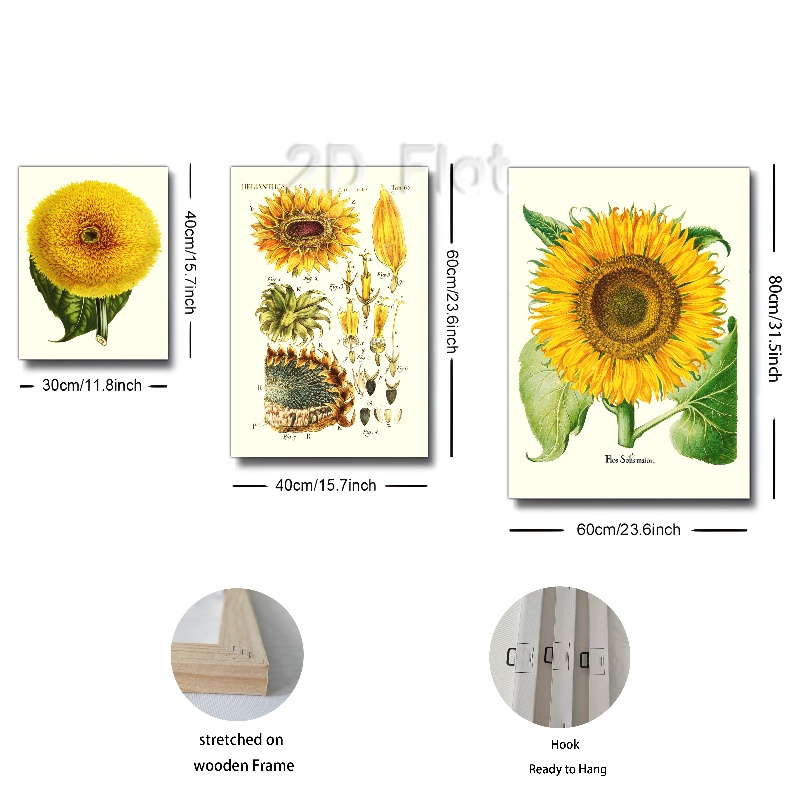 2D Flat
40cm/15.7inch
30cm/11.8inch
HELIANTHUS
60cm/23.6inch
40cm/15.7inch
Flos Solis maior.
80cm/31.5inch
60cm/23.6inch
stretched on
wooden Frame
Hook
Ready to Hang